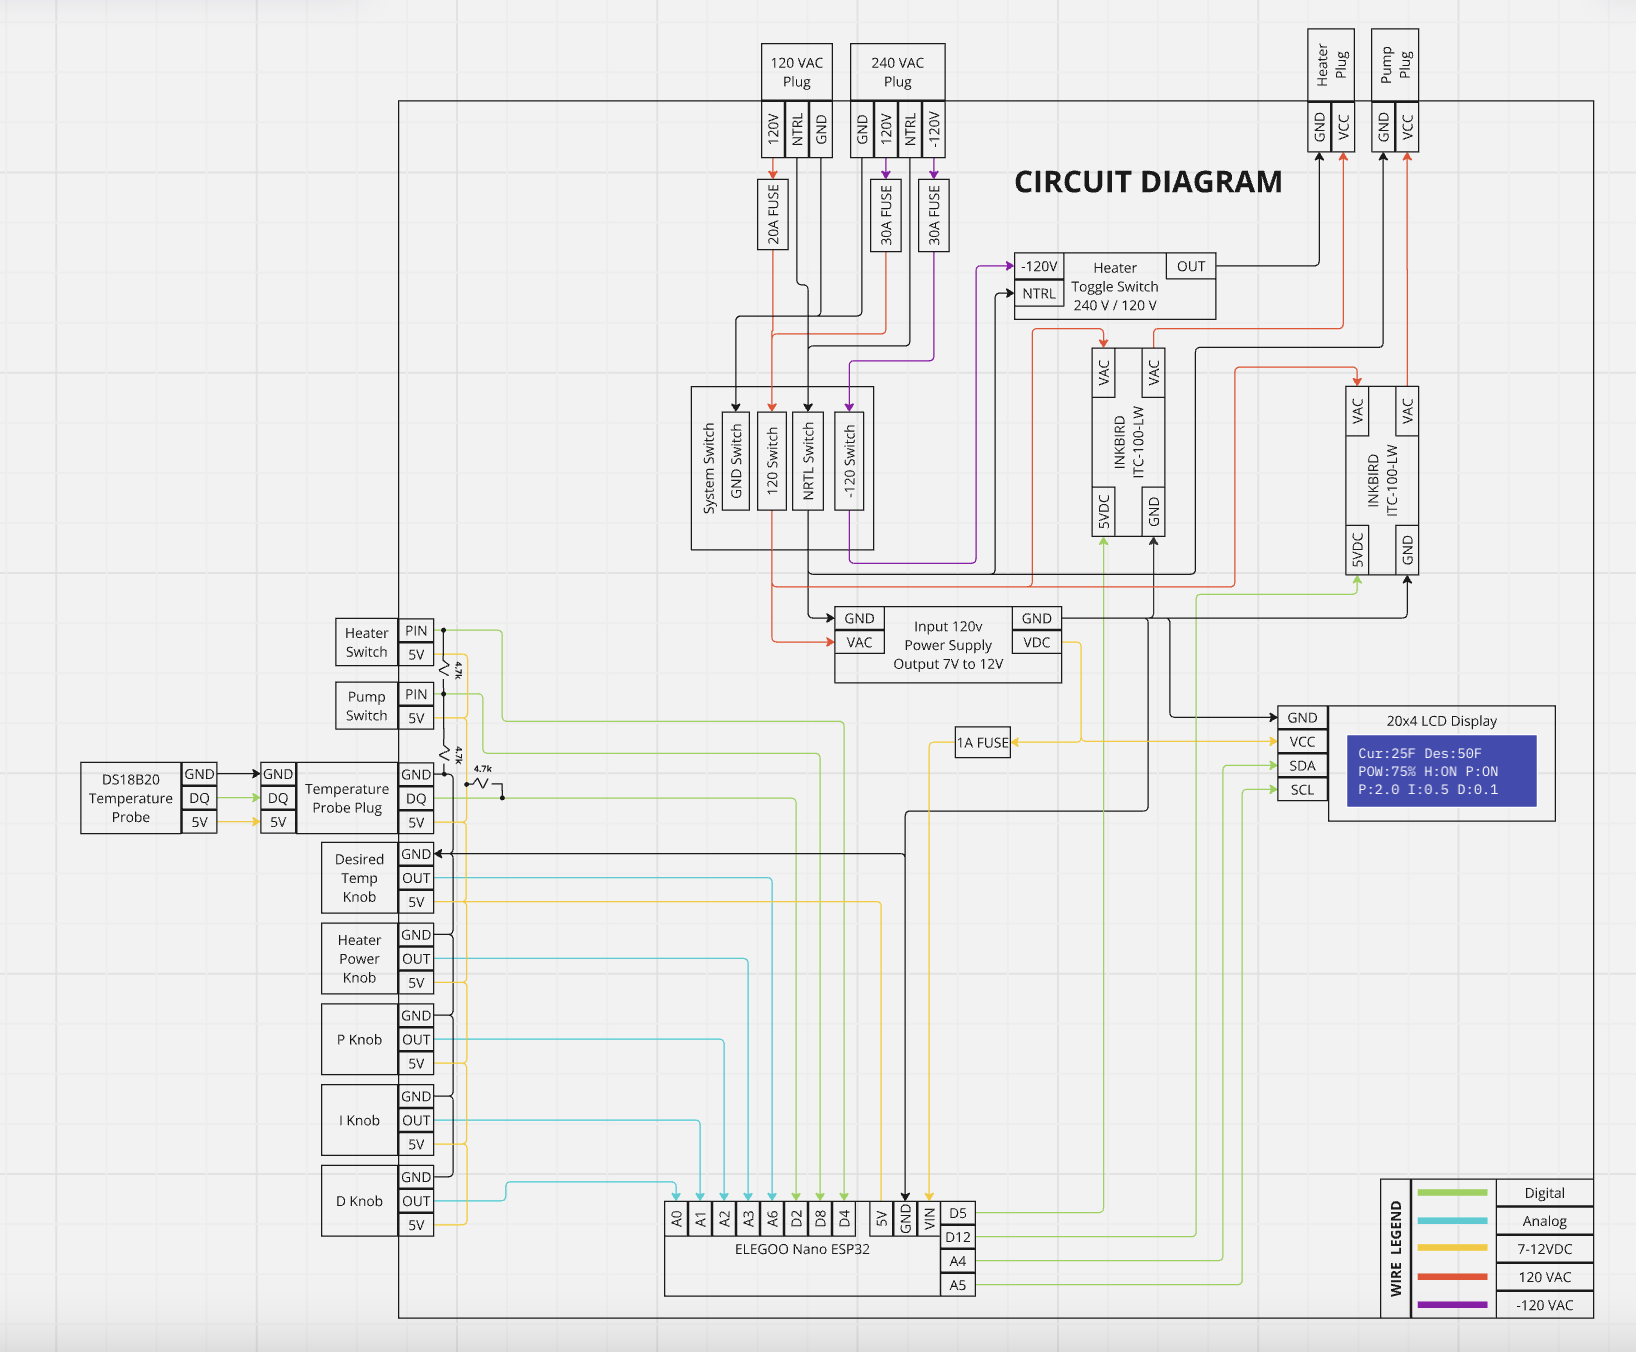 120 VAC
Plug
240 VAC
Plug
Heater
Plug
Pump
Plug
120V
NTRL
GND
GND
120V
NTRL
-120V
GND
VCC
GND
VCC
CIRCUIT DIAGRAM
20A FUSE
30A FUSE
30A FUSE
-120V
NTRL
Heater
Toggle Switch
240 V / 120 V
OUT
System Switch
GND Switch
120 Switch
NRTL Switch
-120 Switch
VAC
VAC
INKBIRD
ITC-100-LW
5VDC
GND
VAC
VAC
INKBIRD
ITC-100-LW
5VDC
GND
GND
VAC
Input 120v
Power Supply
Output 7V to 12V
GND
VDC
Heater
Switch
PIN
5V
4.7k
Pump
Switch
PIN
5V
4.7k
1A FUSE
GND
VCC
SDA
SCL
20x4 LCD Display
Cur:25F Des:50F
POW:75% H:ON P:ON
P:2.0 I:0.5 D:0.1
DS18B20
Temperature
Probe
GND
DQ
5V
GND
DQ
5V
Temperature
Probe Plug
GND
DQ
5V
4.7k
Desired
Temp
Knob
GND
OUT
5V
Heater
Power
Knob
GND
OUT
5V
P Knob
GND
OUT
5V
I Knob
GND
OUT
5V
D Knob
GND
OUT
5V
A0
A1
A2
A3
A6
D2
D8
D4
5V
GND
VIN
D5
D12
A4
A5
ELEGOO Nano ESP32
WIRE LEGEND
Digital
Analog
7-12VDC
120 VAC
-120 VAC